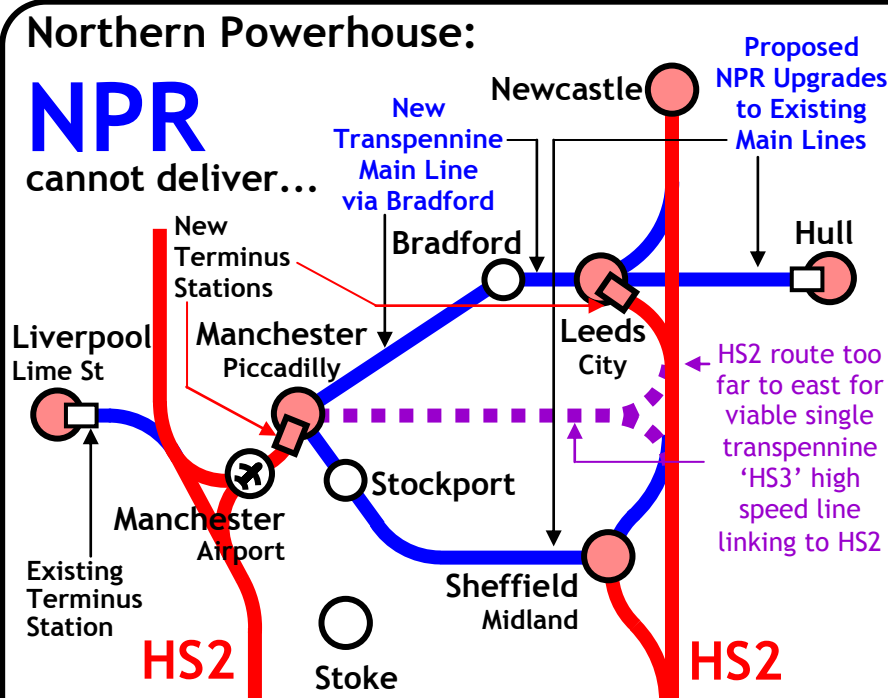 Northern Powerhouse:
NPR
cannot deliver...
New
Transpennine
Main Line
via Bradford
Newcastle
Proposed
NPR Upgrades
to Existing
Main Lines
New
Terminus
Stations
Bradford
Hull
Liverpool
Lime St
Manchester
Piccadilly
Leeds
City
HS2 route too
far to east for
viable single
transpennine
‘HS3’ high
speed line
linking to HS2
Stockport
Manchester
Airport
Existing
Terminus
Station
Sheffield
Midland
HS2
Stoke
HS2